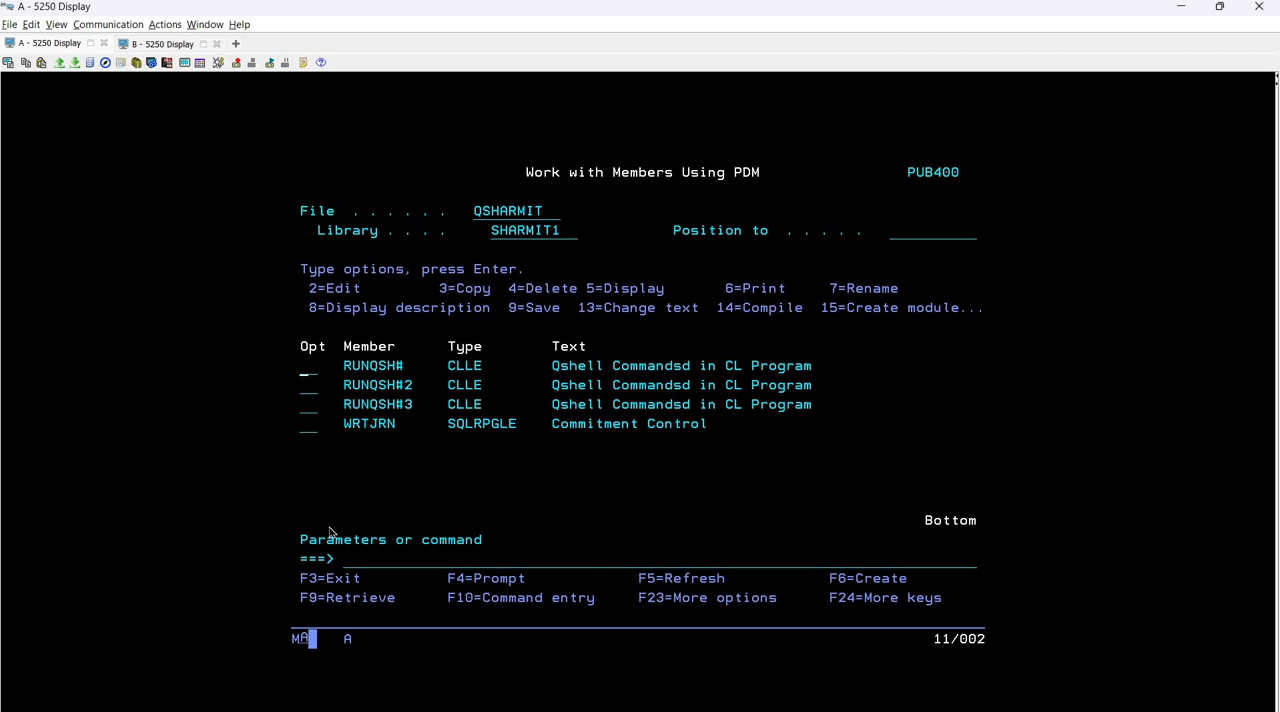 A - 5250 Display
File Edit View Communication Actions Window Help
A - 5250 Display B - 5250 Display
Work with Members Using PDM PUB400
File . . . . . . QSHARMIT
Library . . . . SHARMIT1 Position to . . . . .
Type options, press Enter.
2=Edit 3=Copy 4=Delete 5=Display 6=Print 7=Rename
8=Display description 9=Save 13=Change text 14=Compile 15=Create module...
Opt Member Type Text
RUNQSH# CLLE Qshell Commandsd in CL Program
RUNQSH#2 CLLE Qshell Commandsd in CL Program
RUNQSH#3 CLLE Qshell Commandsd in CL Program
WRTJRN SQLRPGLE Commitment Control
Bottom
Parameters or command
===>
F3=Exit F4=Prompt F5=Refresh F6=Create
F9=Retrieve F10=Command entry F23=More options F24=More keys
MA A 11/002